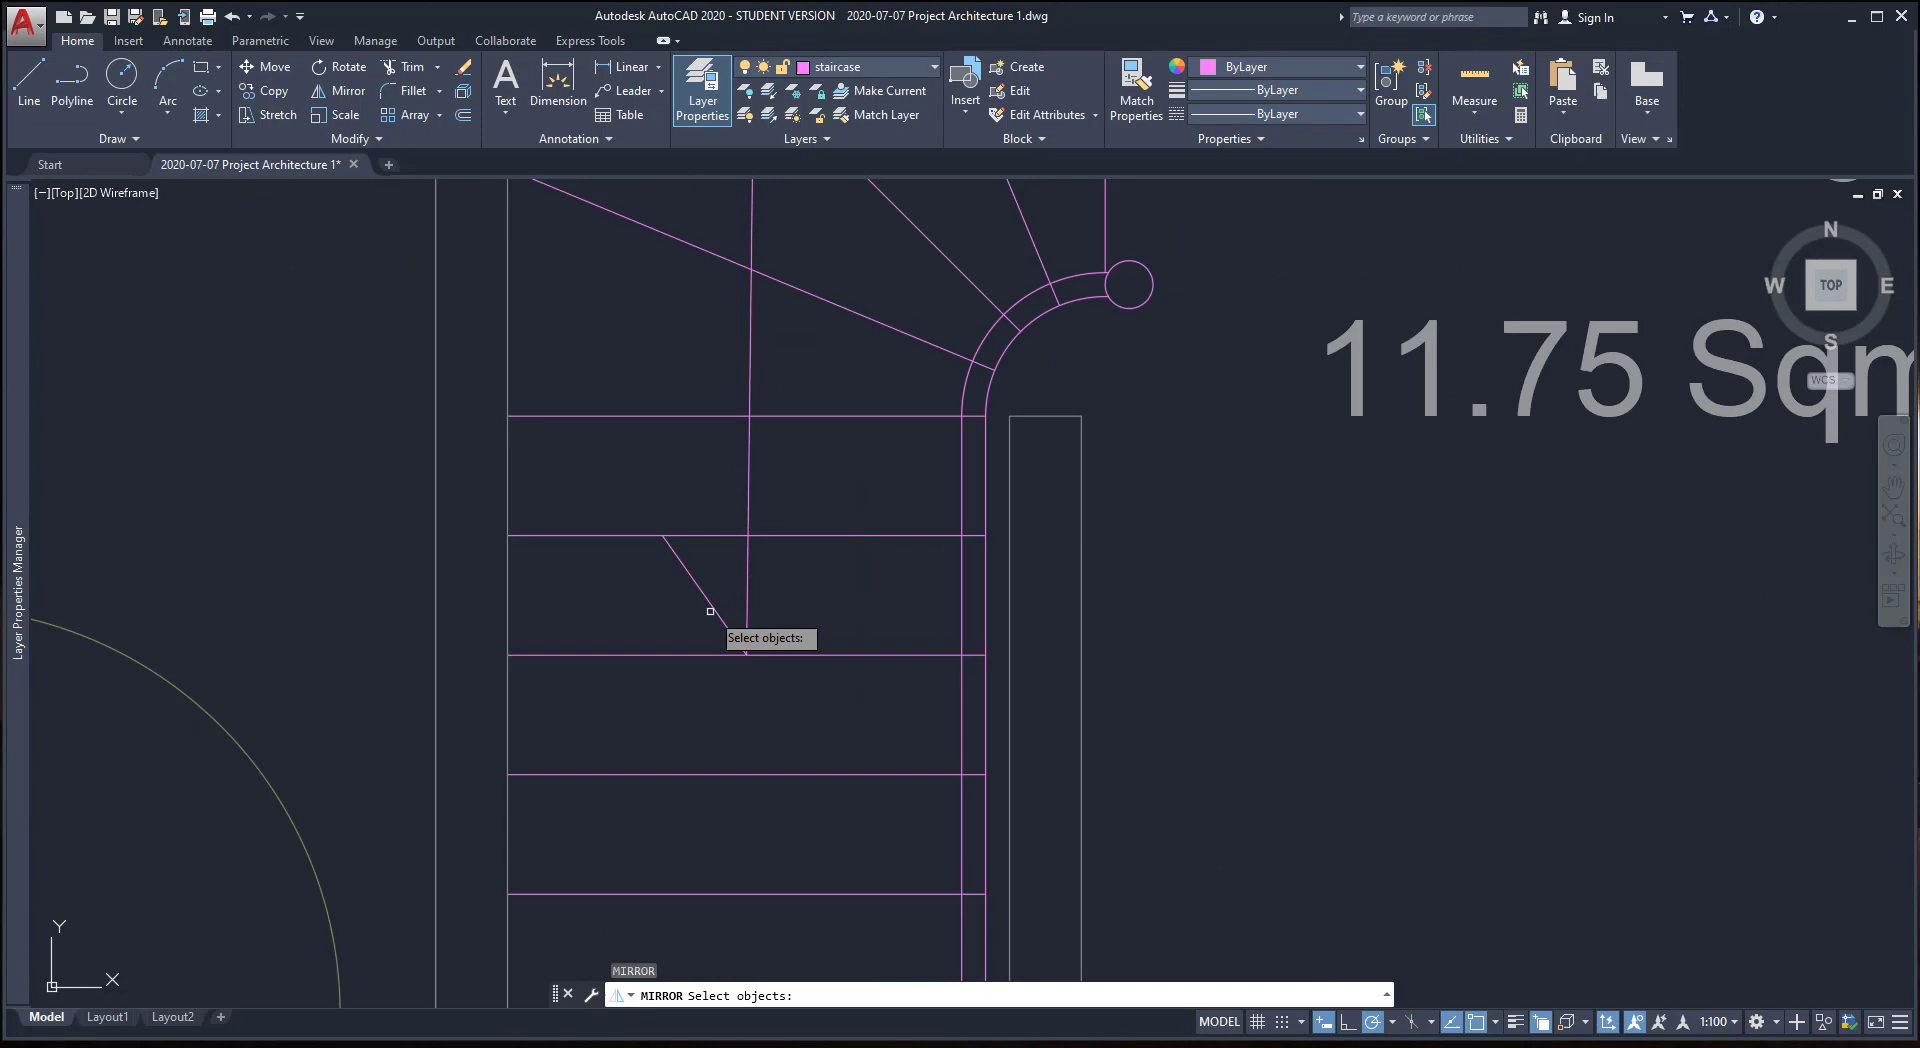 Autodesk AutoCAD 2020 - STUDENT VERSION 2020-07-07 Project Architecture 1.dwg
Type a keyword or phrase
Sign In
Home Insert Annotate Parametric View Manage Output Collaborate Express Tools
Line Polyline Circle Arc
Draw
Move Rotate Trim
Copy Mirror Fillet
Stretch Scale Array
Modify
Text Dimension
Linear
Leader
Table
Annotation
Layer Properties
staircase
Make Current
Match Layer
Layers
Insert
Create
Edit
Edit Attributes
Block
Match Properties
ByLayer
ByLayer
ByLayer
Properties
Group
Groups
Measure
Utilities
Paste
Clipboard
Base
View
Start
2020-07-07 Project Architecture 1*
[−][Top][2D Wireframe]
N
W TOP E
S
WCS
11.75 Sqm
Layer Properties Manager
Select objects:
Y
X
MIRROR
MIRROR Select objects:
Model Layout1 Layout2
MODEL
1:100